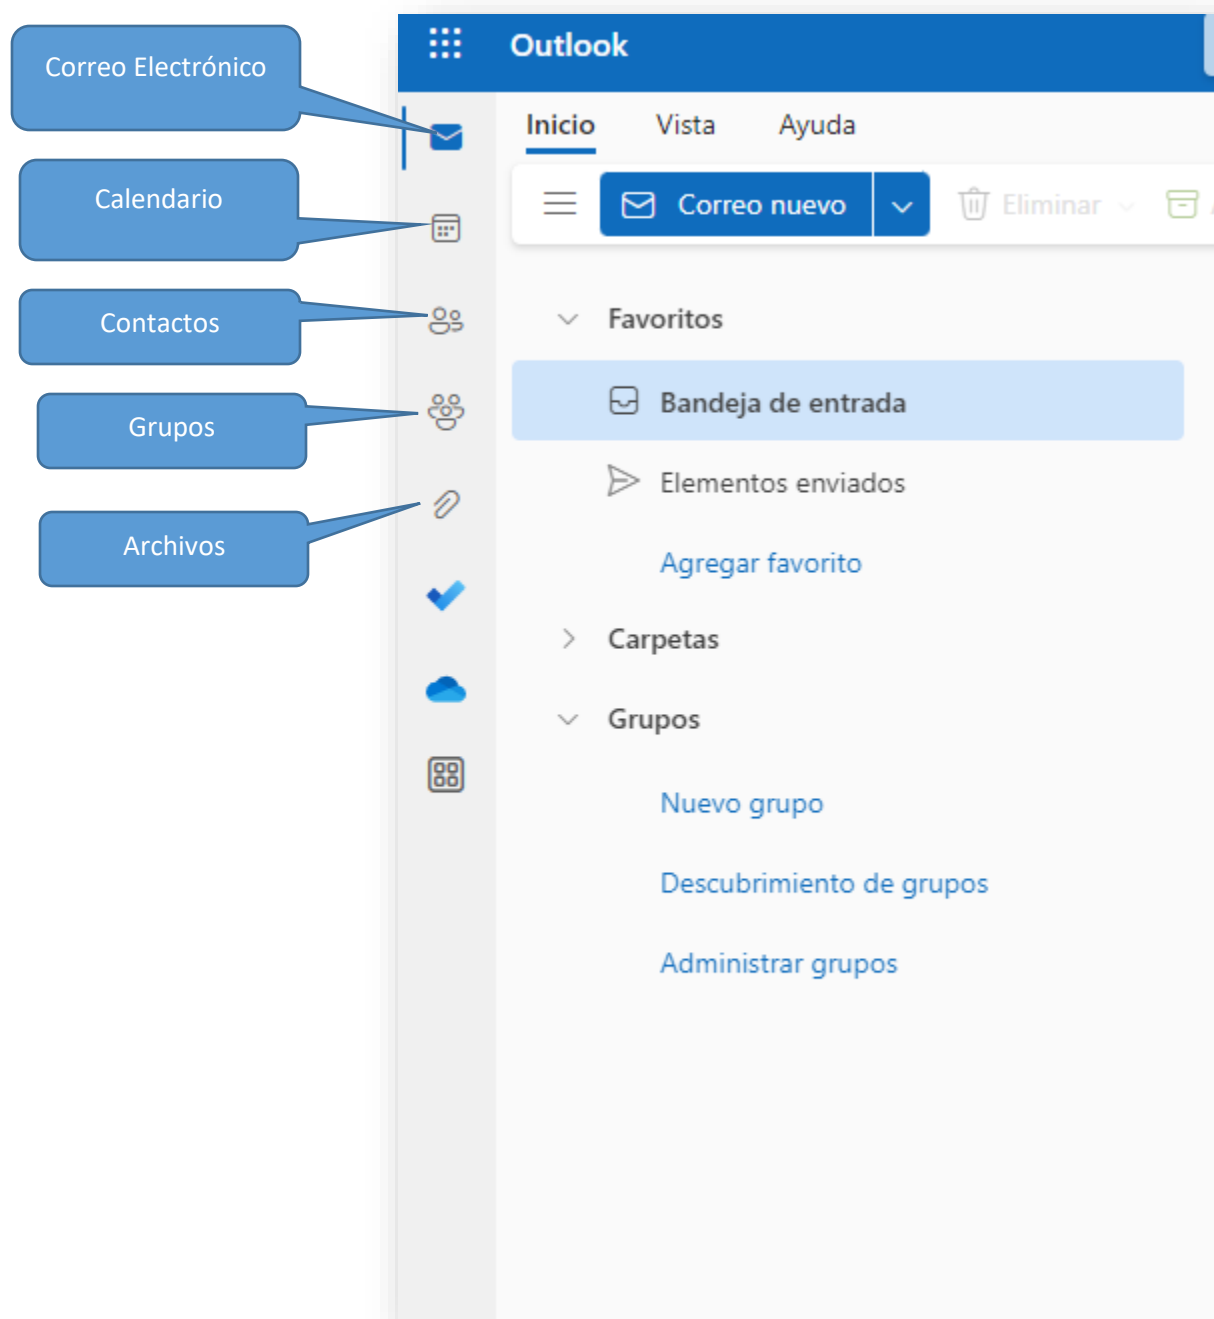 Correo Electrónico
Calendario
Contactos
Grupos
Archivos
Outlook
Inicio Vista Ayuda
Correo nuevo Eliminar
Favoritos
Bandeja de entrada
Elementos enviados
Agregar favorito
Carpetas
Grupos
Nuevo grupo
Descubrimiento de grupos
Administrar grupos